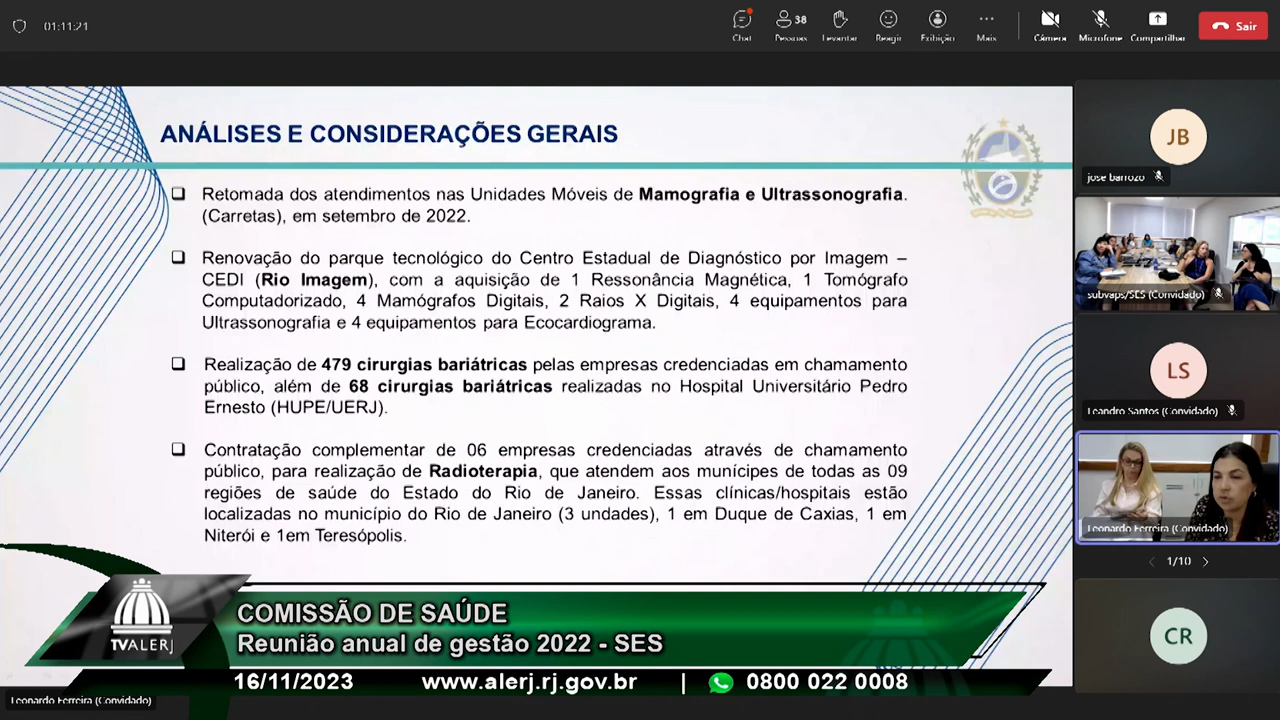 01:11:21
Chat
38
Pessoas
Levantar
Reagir
Exibição
Mais
Câmera
Microfone
Compartilhar
Sair
ANÁLISES E CONSIDERAÇÕES GERAIS
Retomada dos atendimentos nas Unidades Móveis de Mamografia e Ultrassonografia.
(Carretas), em setembro de 2022.
Renovação do parque tecnológico do Centro Estadual de Diagnóstico por Imagem –
CEDI (Rio Imagem), com a aquisição de 1 Ressonância Magnética, 1 Tomógrafo
Computadorizado, 4 Mamógrafos Digitais, 2 Raios X Digitais, 4 equipamentos para
Ultrassonografia e 4 equipamentos para Ecocardiograma.
Realização de 479 cirurgias bariátricas pelas empresas credenciadas em chamamento
público, além de 68 cirurgias bariátricas realizadas no Hospital Universitário Pedro
Ernesto (HUPE/UERJ).
Contratação complementar de 06 empresas credenciadas através de chamamento
público, para realização de Radioterapia, que atendem aos munícipes de todas as 09
regiões de saúde do Estado do Rio de Janeiro. Essas clínicas/hospitais estão
localizadas no município do Rio de Janeiro (3 undades), 1 em Duque de Caxias, 1 em
Niterói e 1em Teresópolis.
JB
jose barrozo
subvaps/SES (Convidado)
LS
Leandro Santos (Convidado)
Leonardo Ferreira (Convidado)
1/10
CR
TVALERJ
COMISSÃO DE SAÚDE
Reunião anual de gestão 2022 - SES
16/11/2023 www.alerj.rj.gov.br | 0800 022 0008
Leonardo Ferreira (Convidado)